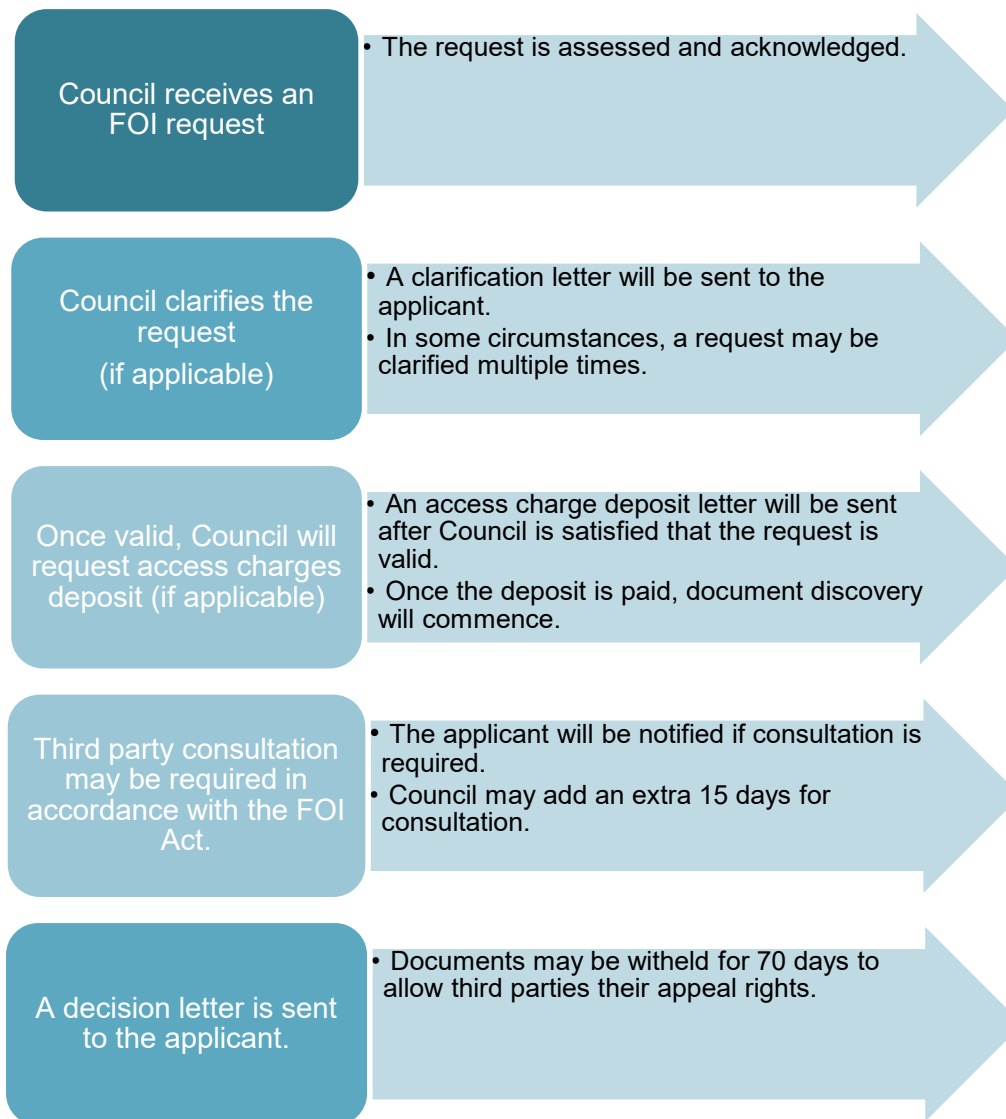 Council receives an
FOI request
• The request is assessed and acknowledged.
Council clarifies the
request
(if applicable)
• A clarification letter will be sent to the
applicant.
• In some circumstances, a request may be
clarified multiple times.
Once valid, Council will
request access charges
deposit (if applicable)
• An access charge deposit letter will be sent
after Council is satisfied that the request is
valid.
• Once the deposit is paid, document discovery
will commence.
Third party consultation
may be required in
accordance with the FOI
Act.
• The applicant will be notified if consultation is
required.
• Council may add an extra 15 days for
consultation.
A decision letter is sent
to the applicant.
• Documents may be witheld for 70 days to
allow third parties their appeal rights.